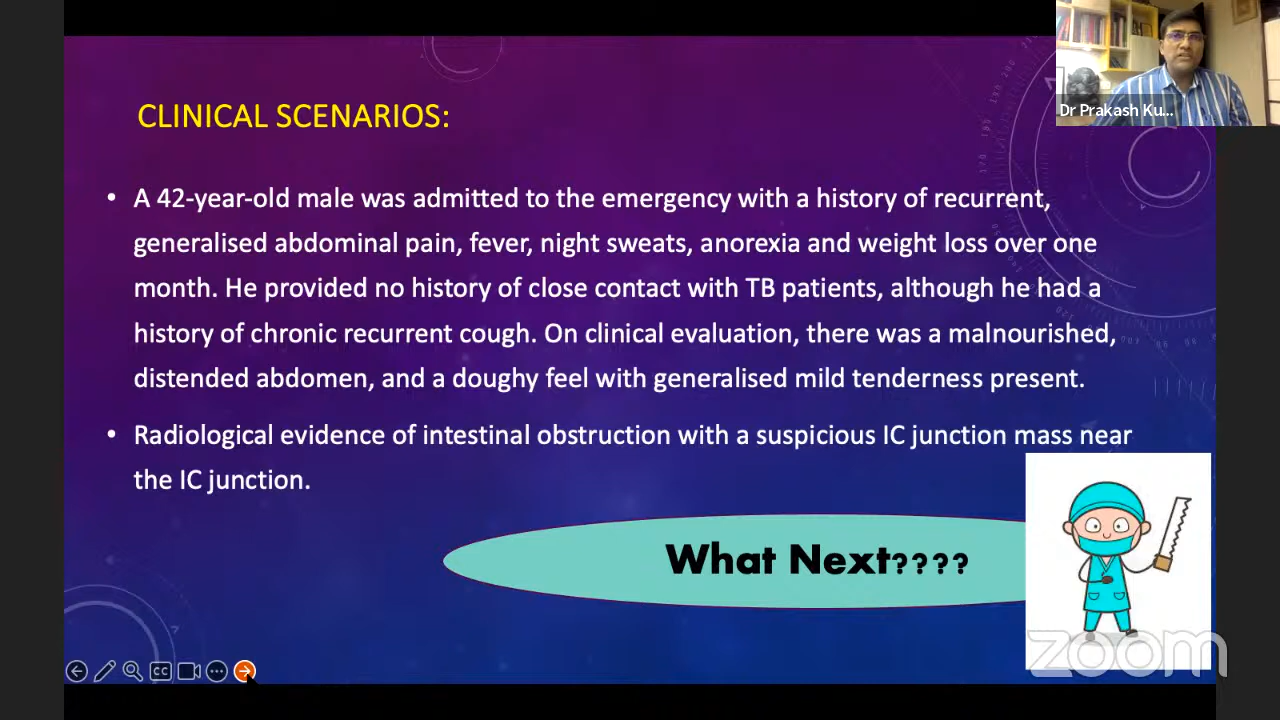 Dr Prakash Ku...
CLINICAL SCENARIOS:
• A 42-year-old male was admitted to the emergency with a history of recurrent,
generalised abdominal pain, fever, night sweats, anorexia and weight loss over one
month. He provided no history of close contact with TB patients, although he had a
history of chronic recurrent cough. On clinical evaluation, there was a malnourished,
distended abdomen, and a doughy feel with generalised mild tenderness present.
• Radiological evidence of intestinal obstruction with a suspicious IC junction mass near
the IC junction.
What Next????
CC
zoom